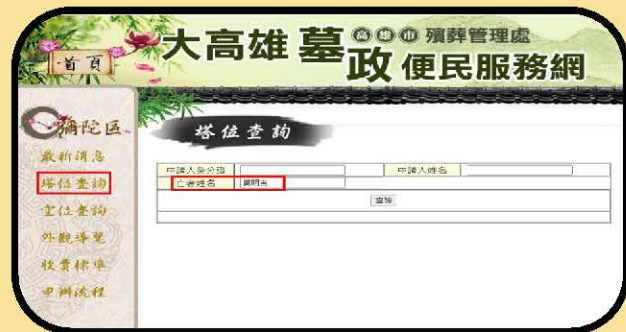 首頁
大高雄 墓政 便民服務網
高雄市 殯葬管理處
彌陀區
最新消息
塔位查詢
空位查詢
外觀導覽
收費標準
申辦流程
塔位查詢
申請人身分證
申請人姓名
亡者姓名
查詢